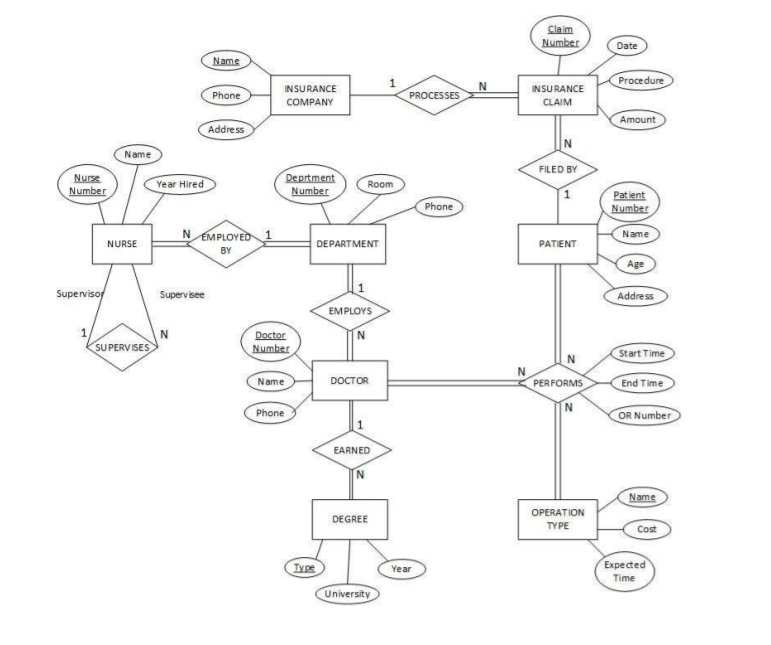 Claim
Number
Date
Name
1
N
INSURANCE
COMPANY
PROCESSES
INSURANCE
CLAIM
Procedure
Phone
Amount
Address
N
Name
FILED BY
Nurse
Number
Year Hired
Deprtment
Number
Room
1
Patient
Number
Phone
N
EMPLOYED
BY
1
NURSE
DEPARTMENT
PATIENT
Name
Age
Supervisor
Supervisee
1
Address
EMPLOYS
1
N
SUPERVISES
Doctor
Number
N
N
Start Time
N
Name
DOCTOR
PERFORMS
End Time
Phone
N
OR Number
1
EARNED
N
Name
DEGREE
OPERATION
TYPE
Cost
Type
Year
Expected
Time
University